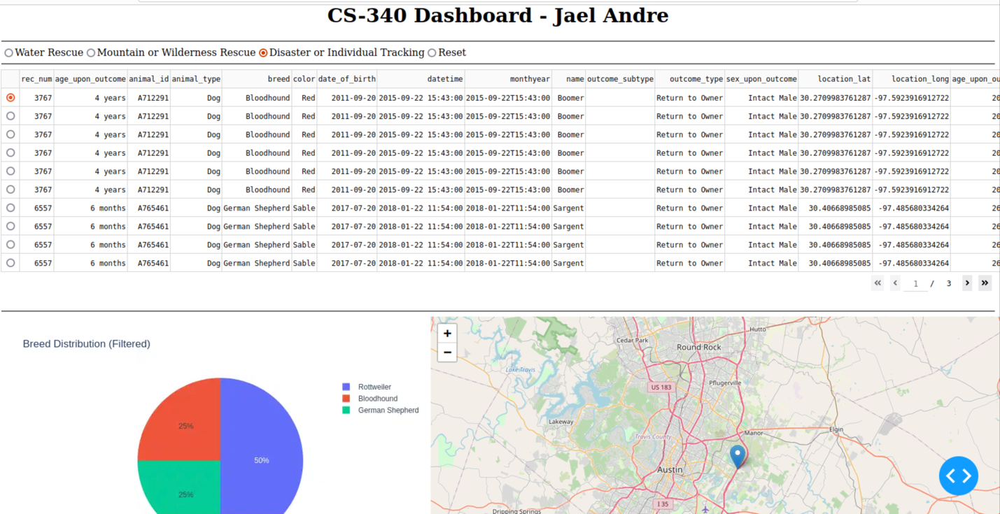 CS-340 Dashboard - Jael Andre
Water Rescue Mountain or Wilderness Rescue Disaster or Individual Tracking Reset
rec_num age_upon_outcome animal_id animal_type breed color date_of_birth datetime monthyear name outcome_subtype outcome_type sex_upon_outcome location_lat location_long age_upon_ou
3767 4 years A712291 Dog Bloodhound Red 2011-09-20 2015-09-22 15:43:00 2015-09-22T15:43:00 Boomer Return to Owner Intact Male 30.2709983761287 -97.5923916912722 20
3767 4 years A712291 Dog Bloodhound Red 2011-09-20 2015-09-22 15:43:00 2015-09-22T15:43:00 Boomer Return to Owner Intact Male 30.2709983761287 -97.5923916912722 20
3767 4 years A712291 Dog Bloodhound Red 2011-09-20 2015-09-22 15:43:00 2015-09-22T15:43:00 Boomer Return to Owner Intact Male 30.2709983761287 -97.5923916912722 20
3767 4 years A712291 Dog Bloodhound Red 2011-09-20 2015-09-22 15:43:00 2015-09-22T15:43:00 Boomer Return to Owner Intact Male 30.2709983761287 -97.5923916912722 20
3767 4 years A712291 Dog Bloodhound Red 2011-09-20 2015-09-22 15:43:00 2015-09-22T15:43:00 Boomer Return to Owner Intact Male 30.2709983761287 -97.5923916912722 20
3767 4 years A712291 Dog Bloodhound Red 2011-09-20 2015-09-22 15:43:00 2015-09-22T15:43:00 Boomer Return to Owner Intact Male 30.2709983761287 -97.5923916912722 20
6557 6 months A765461 Dog German Shepherd Sable 2017-07-20 2018-01-22 11:54:00 2018-01-22T11:54:00 Sargent Return to Owner Intact Male 30.40668985085 -97.485680334264 26
6557 6 months A765461 Dog German Shepherd Sable 2017-07-20 2018-01-22 11:54:00 2018-01-22T11:54:00 Sargent Return to Owner Intact Male 30.40668985085 -97.485680334264 26
6557 6 months A765461 Dog German Shepherd Sable 2017-07-20 2018-01-22 11:54:00 2018-01-22T11:54:00 Sargent Return to Owner Intact Male 30.40668985085 -97.485680334264 26
6557 6 months A765461 Dog German Shepherd Sable 2017-07-20 2018-01-22 11:54:00 2018-01-22T11:54:00 Sargent Return to Owner Intact Male 30.40668985085 -97.485680334264 26
« ‹ 1 / 3 › »
Breed Distribution (Filtered)
Rottweiler
Bloodhound
German Shepherd
25%
50%
25%
+
−
Hutto
Cedar Park
Round Rock
Lake Travis
US 183
Pflugerville
Lakeway
Elgin
Manor
Travis County
Austin
I 35
Dripping Springs